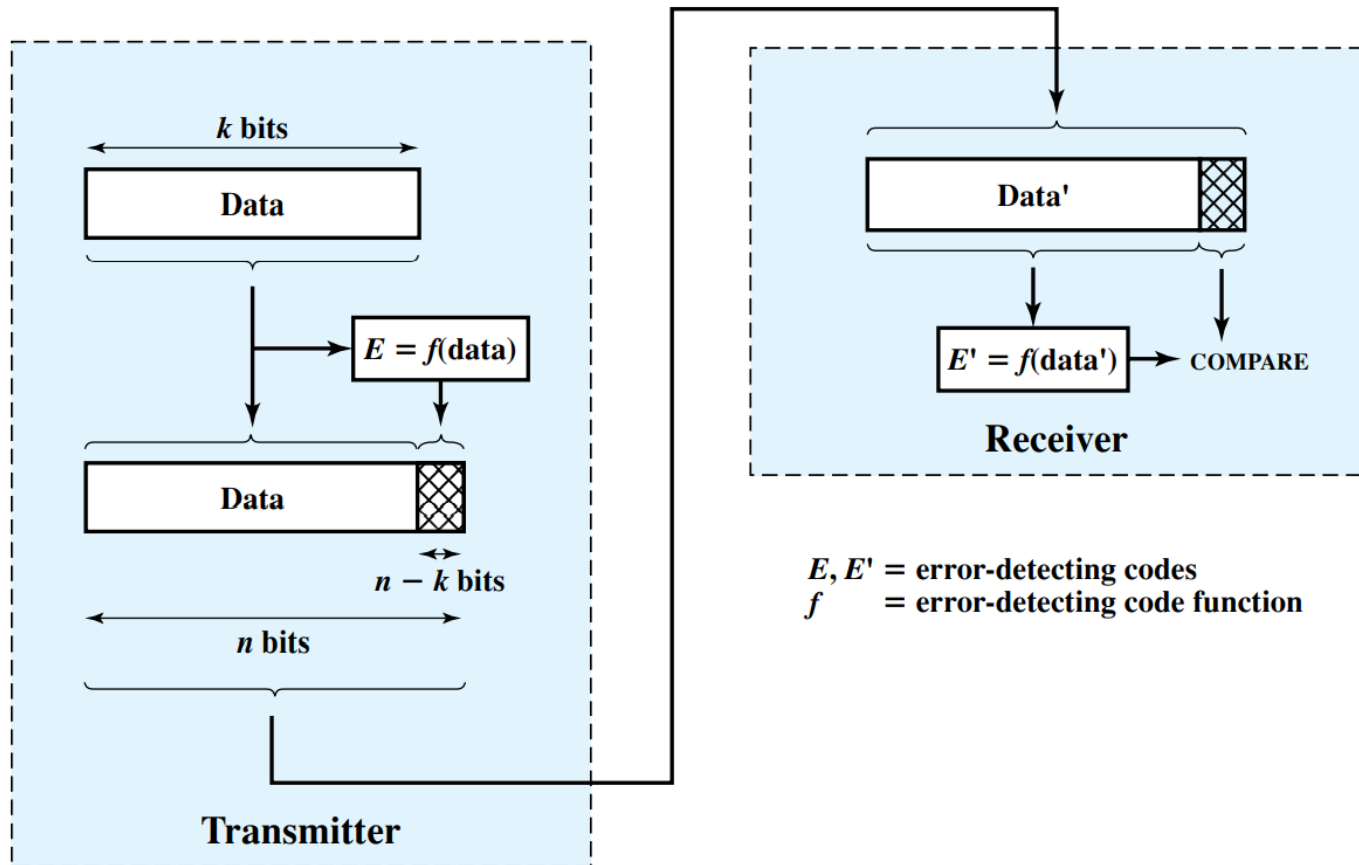 k bits
Data
E = f(data)
Data
n − k bits
n bits
Transmitter
Data'
E' = f(data')
COMPARE
Receiver
E, E' = error-detecting codes
f = error-detecting code function